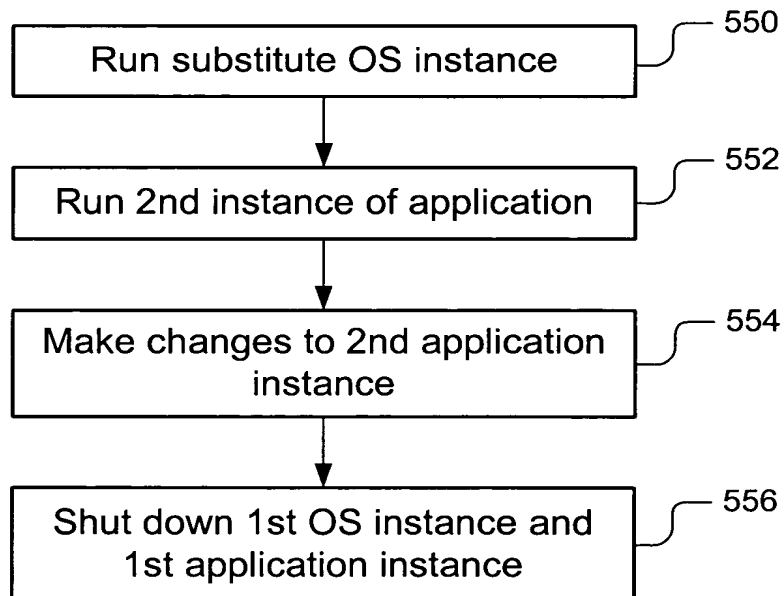 Run substitute OS instance
550
Run 2nd instance of application
552
Make changes to 2nd application
instance
554
Shut down 1st OS instance and
1st application instance
556